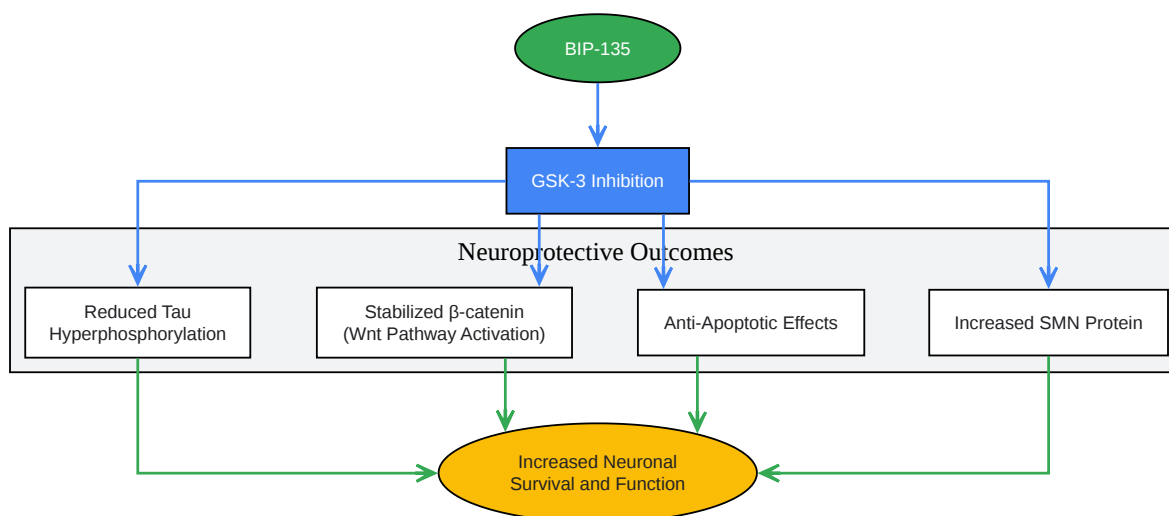 BIP-135
GSK-3 Inhibition
Neuroprotective Outcomes
Reduced Tau
Hyperphosphorylation
Stabilized β-catenin
(Wnt Pathway Activation)
Anti-Apoptotic Effects
Increased SMN Protein
Increased Neuronal
Survival and Function